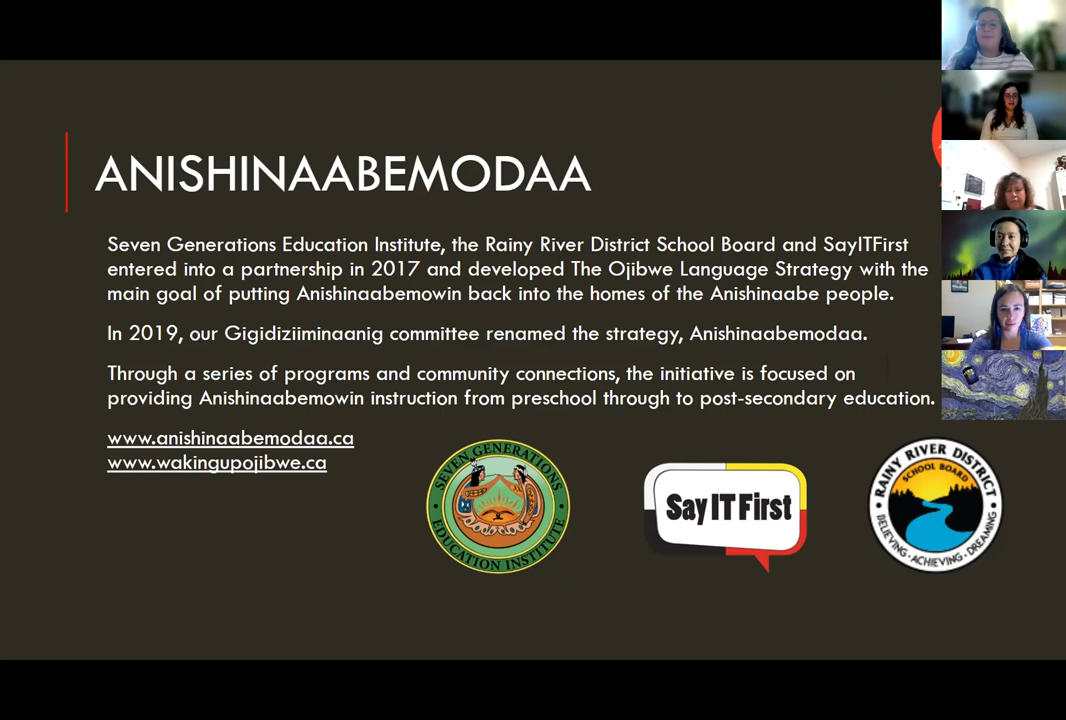 ANISHINAABEMODAA
Seven Generations Education Institute, the Rainy River District School Board and SayITFirst
entered into a partnership in 2017 and developed The Ojibwe Language Strategy with the
main goal of putting Anishinaabemowin back into the homes of the Anishinaabe people.
In 2019, our Gigidiziiminaanig committee renamed the strategy, Anishinaabemodaa.
Through a series of programs and community connections, the initiative is focused on
providing Anishinaabemowin instruction from preschool through to post-secondary education.
www.anishinaabemodaa.ca
www.wakingupojibwe.ca
SEVEN GENERATIONS
EDUCATION INSTITUTE
Say IT First
RAINY RIVER DISTRICT
SCHOOL BOARD
BELIEVING · ACHIEVING · DREAMING